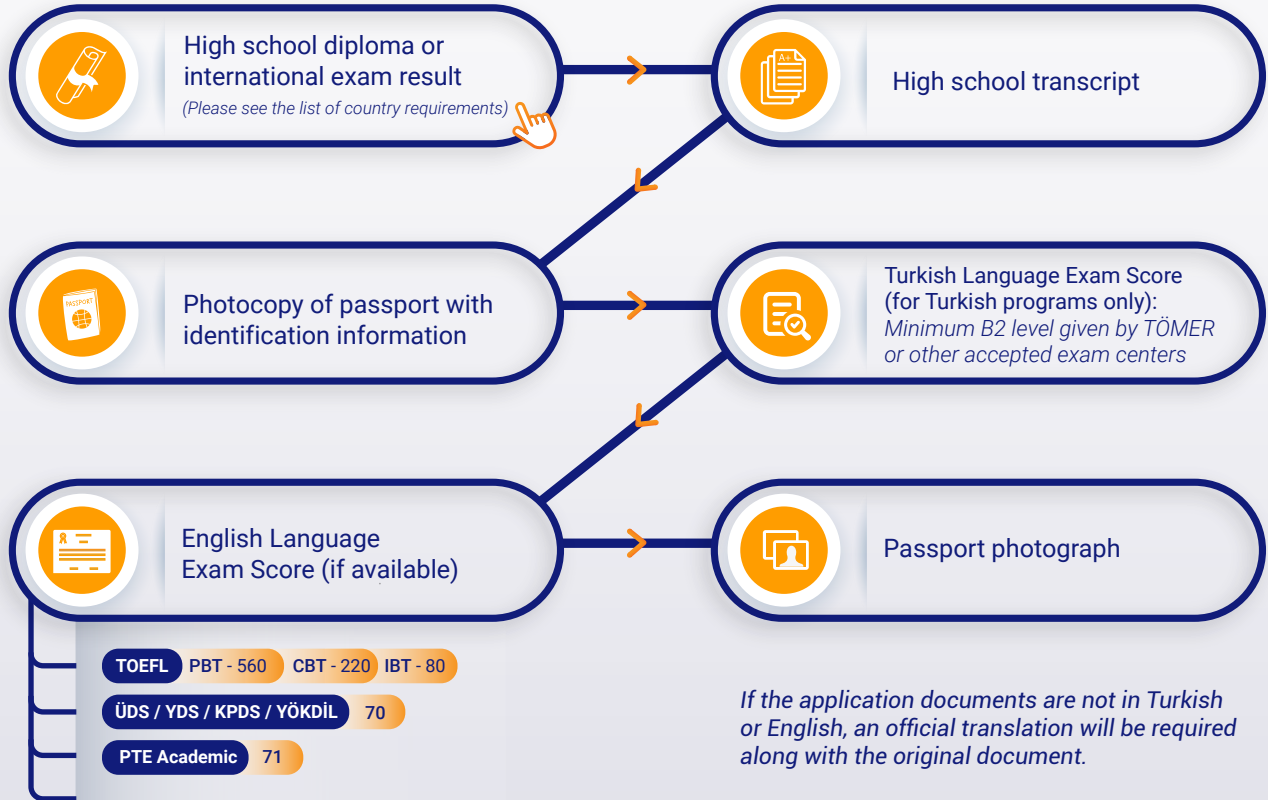 High school diploma or
international exam result
(Please see the list of country requirements)
A+
High school transcript
PASSPORT
Photocopy of passport with
identification information
Turkish Language Exam Score
(for Turkish programs only):
Minimum B2 level given by TÖMER
or other accepted exam centers
English Language
Exam Score (if available)
Passport photograph
TOEFL PBT - 560 CBT - 220 IBT - 80
ÜDS / YDS / KPDS / YÖKDİL 70
PTE Academic 71
If the application documents are not in Turkish
or English, an official translation will be required
along with the original document.